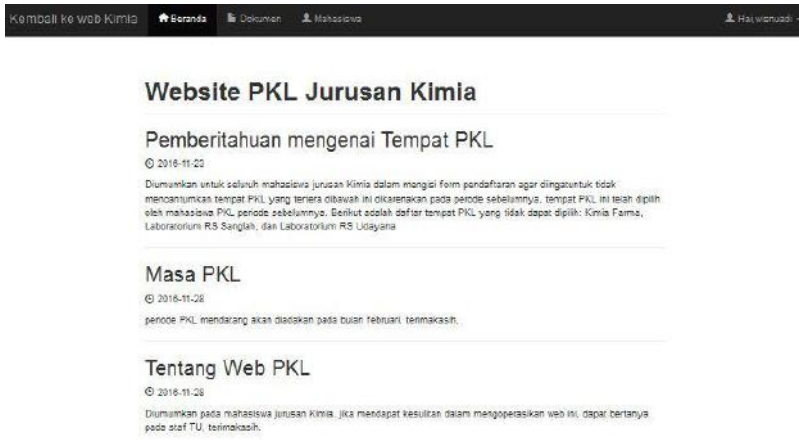 Kembali ke web Kimia Beranda Dokumen Mahasiswa Hai, wisnuadi
Website PKL Jurusan Kimia
Pemberitahuan mengenai Tempat PKL
2016-11-23
Diumumkan untuk seluruh mahasiswa jurusan Kimia dalam mengisi form pendaftaran agar diingatuntuk tidak
mencantumkan tempat PKL yang tertera dibawah ini dikarenakan pada perode sebelumnya, tempat PKL ini telah dipilih
oleh mahasiswa PKL periode sebelumnya. Berikut adalah daftar tempat PKL yang tidak dapat dipilih: Kimia Farma,
Laboratorium RS Sanglah, dan Laboratorium RS Udayana
Masa PKL
2016-11-28
periode PKL mendatang akan diadakan pada bulan februari, terimakasih.
Tentang Web PKL
2016-11-28
Diumumkan pada mahasiswa jurusan Kimia, jika mendapat kesulitan dalam mengoperasikan web ini, dapat bertanya
pada staf TU, terimakasih.